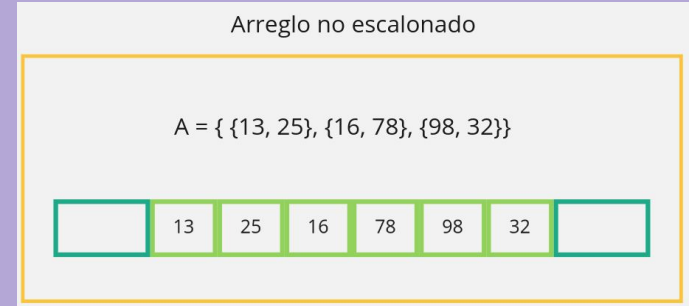 Arreglo no escalonado
A = { {13, 25}, {16, 78}, {98, 32}}
13 25 16 78 98 32